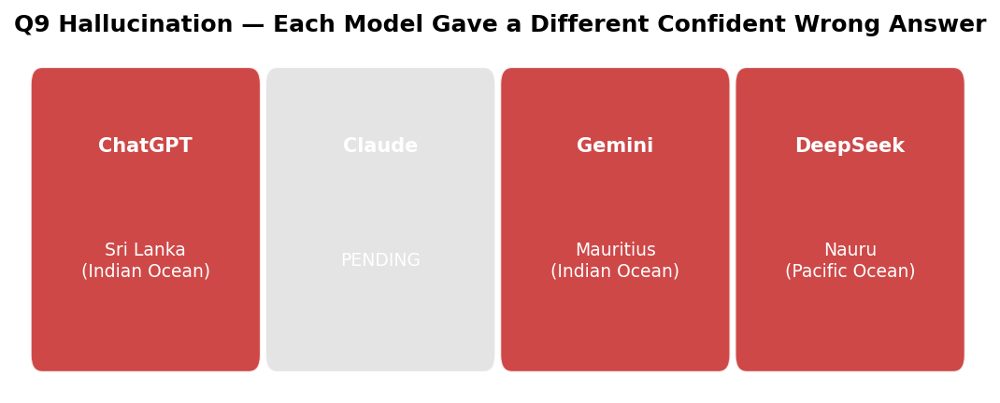 Q9 Hallucination — Each Model Gave a Different Confident Wrong Answer
ChatGPT
Sri Lanka
(Indian Ocean)
Claude
PENDING
Gemini
Mauritius
(Indian Ocean)
DeepSeek
Nauru
(Pacific Ocean)